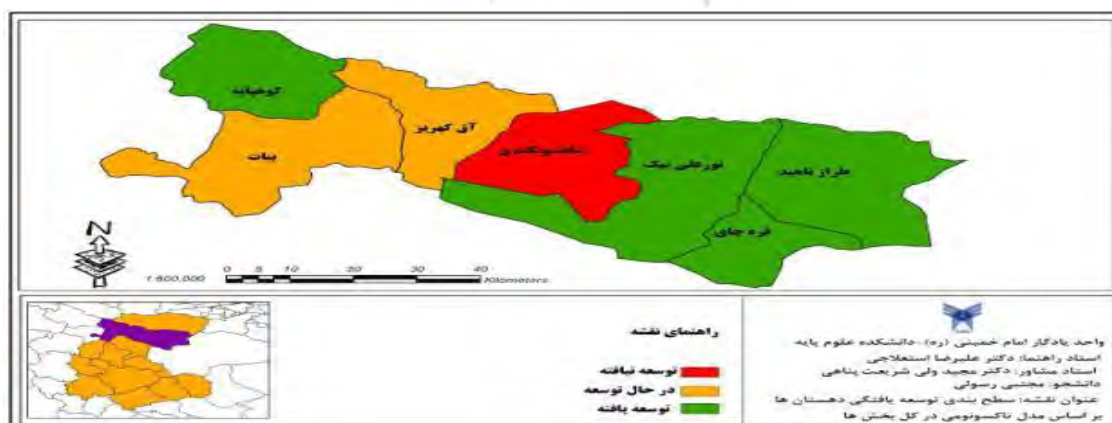 کوهپایه
آق کهریز
بنات
نورعلی بیک
طراز ناهید
قره چای
N
1:600,000
0 5 10 20 30 40
Kilometers
راهنمای نقشه
توسعه نیافته
در حال توسعه
توسعه یافته
واحد یادگار امام خمینی (ره)-دانشکده علوم پایه
استاد راهنما: دکتر علیرضا استعلاجی
استاد مشاور: دکتر مجید ولی شریعت پناهی
دانشجو: مجتبی رسولی
عنوان نقشه: سطح بندی توسعه یافتگی دهستان ها
بر اساس مدل تاکسونومی در کل بخش ها